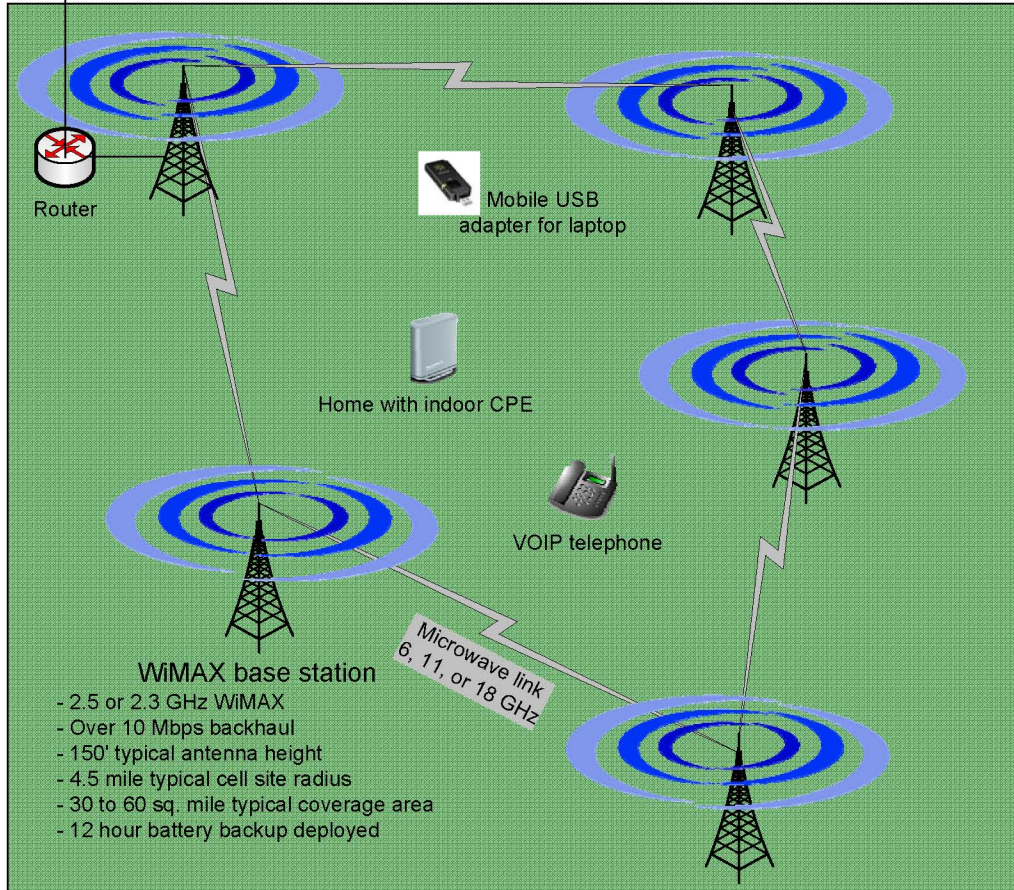 Router
Mobile USB
adapter for laptop
Home with indoor CPE
VOIP telephone
Microwave link
6, 11, or 18 GHz
WiMAX base station
- 2.5 or 2.3 GHz WiMAX
- Over 10 Mbps backhaul
- 150' typical antenna height
- 4.5 mile typical cell site radius
- 30 to 60 sq. mile typical coverage area
- 12 hour battery backup deployed